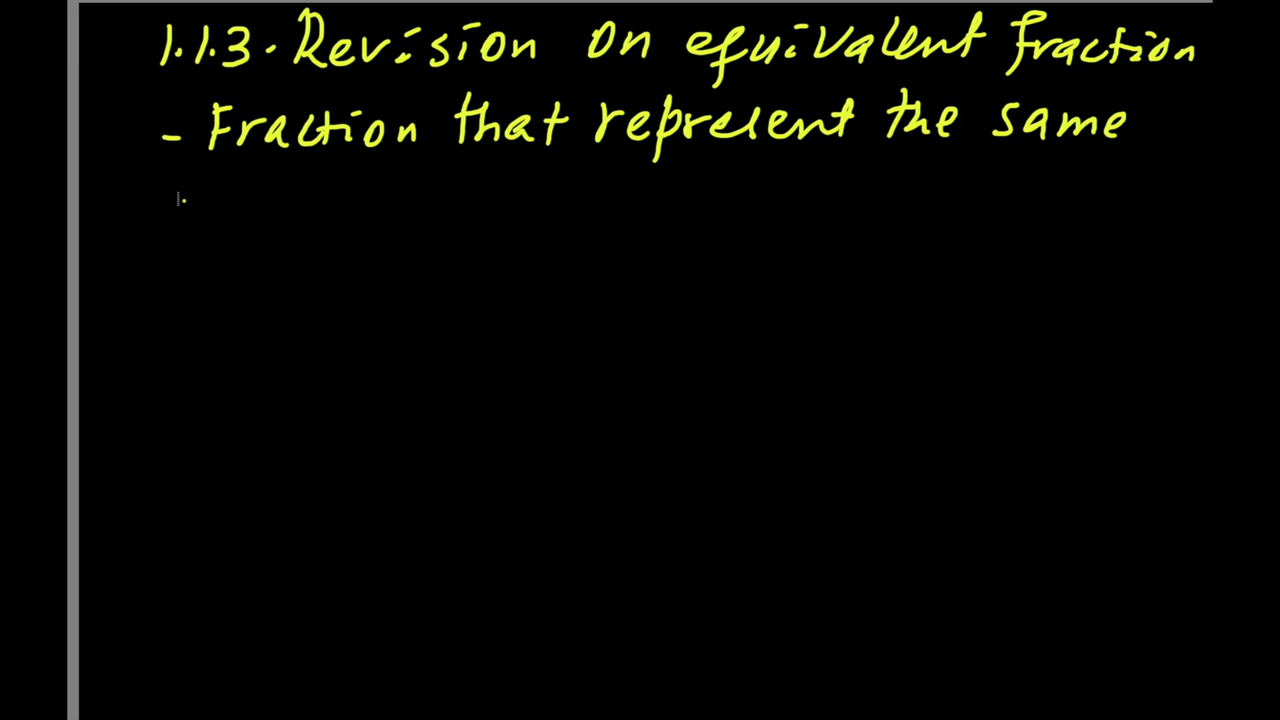 1.1.3. Revision on equivalent fraction
- Fraction that represent the same